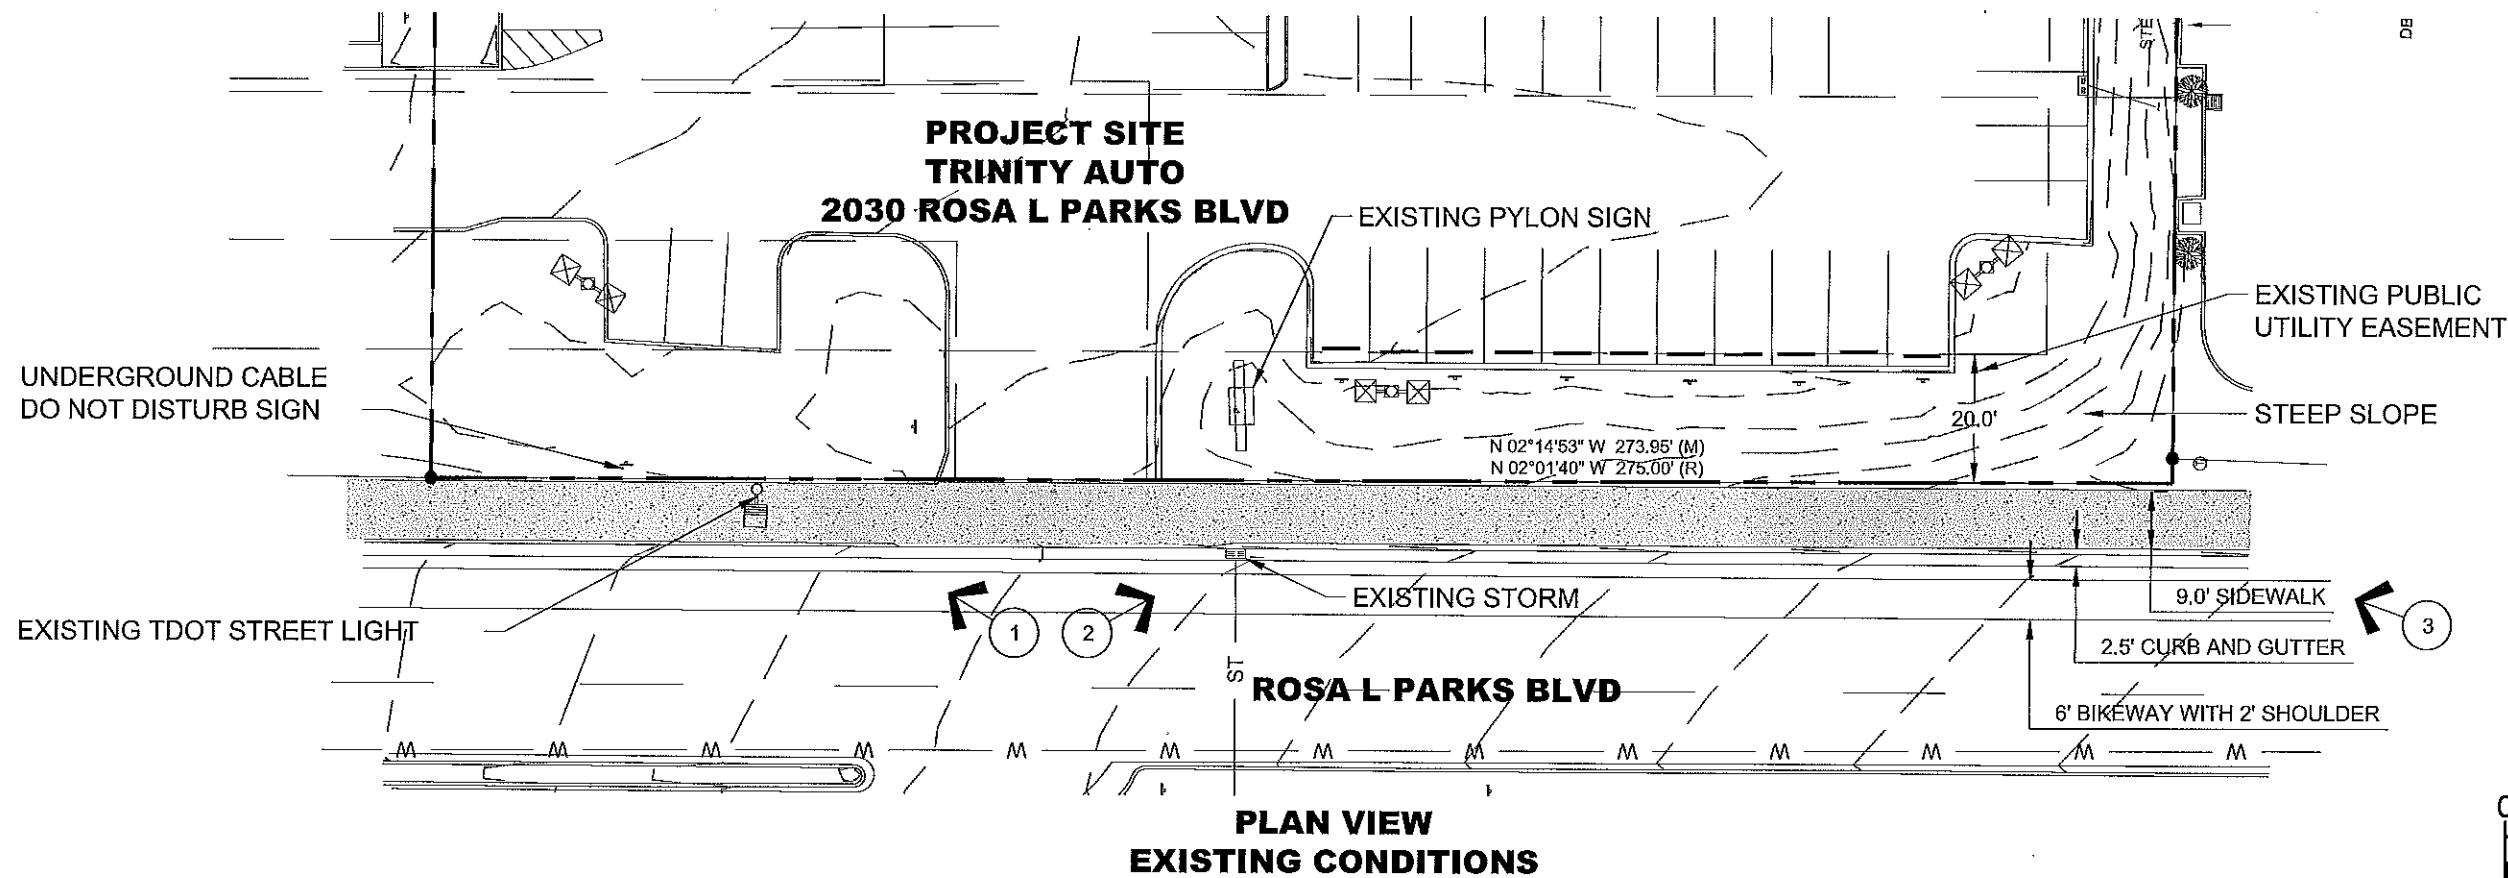 STE
DB
PROJECT SITE
TRINITY AUTO
2030 ROSA L PARKS BLVD
EXISTING PYLON SIGN
EXISTING PUBLIC
UTILITY EASEMENT
UNDERGROUND CABLE
DO NOT DISTURB SIGN
STEEP SLOPE
20.0'
N 02°14'53" W 273.95' (M)
N 02°01'40" W 275.00' (R)
EXISTING STORM
9.0' SIDEWALK
EXISTING TDOT STREET LIGHT
1
2
3
2.5' CURB AND GUTTER
ST
ROSA L PARKS BLVD
6' BIKEWAY WITH 2' SHOULDER
W W W W W W W W W W W W W
PLAN VIEW
EXISTING CONDITIONS